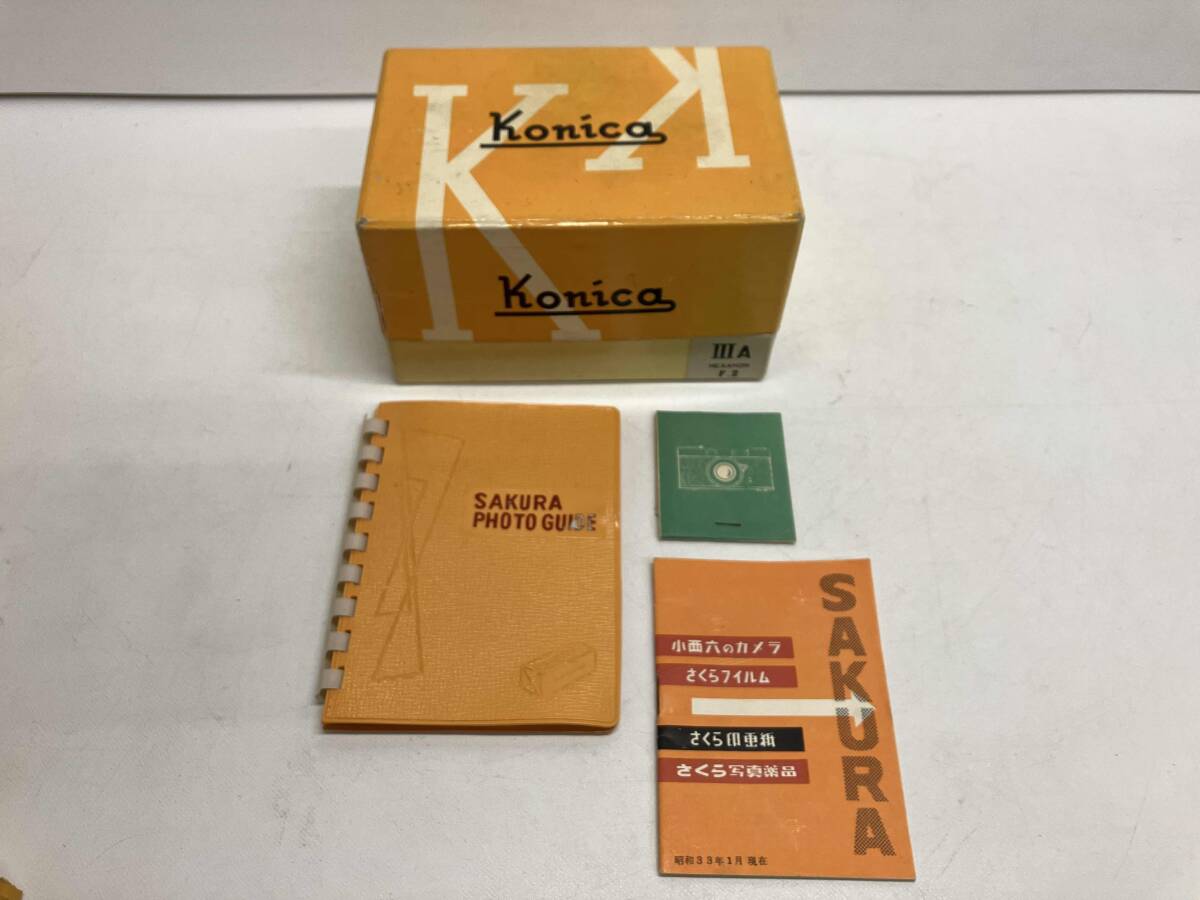 K
K
Konica
Konica
III A
HEXANON
F.2
SAKURA
PHOTO GUIDE
SAKURA
小西六のカメラ
さくらフイルム
さくら印画紙
さくら写真薬品
昭和33年1月 現在